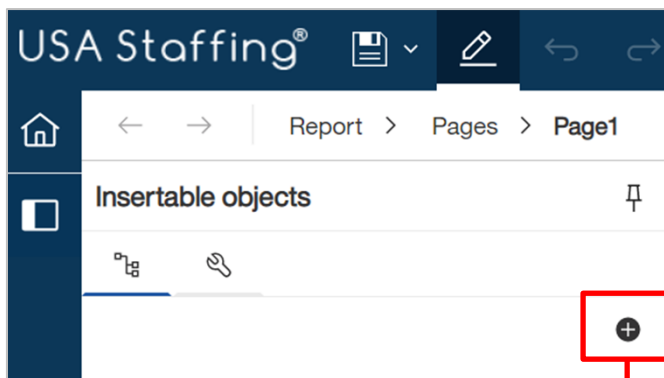 USA Staffing®
Report > Pages > Page1
Insertable objects